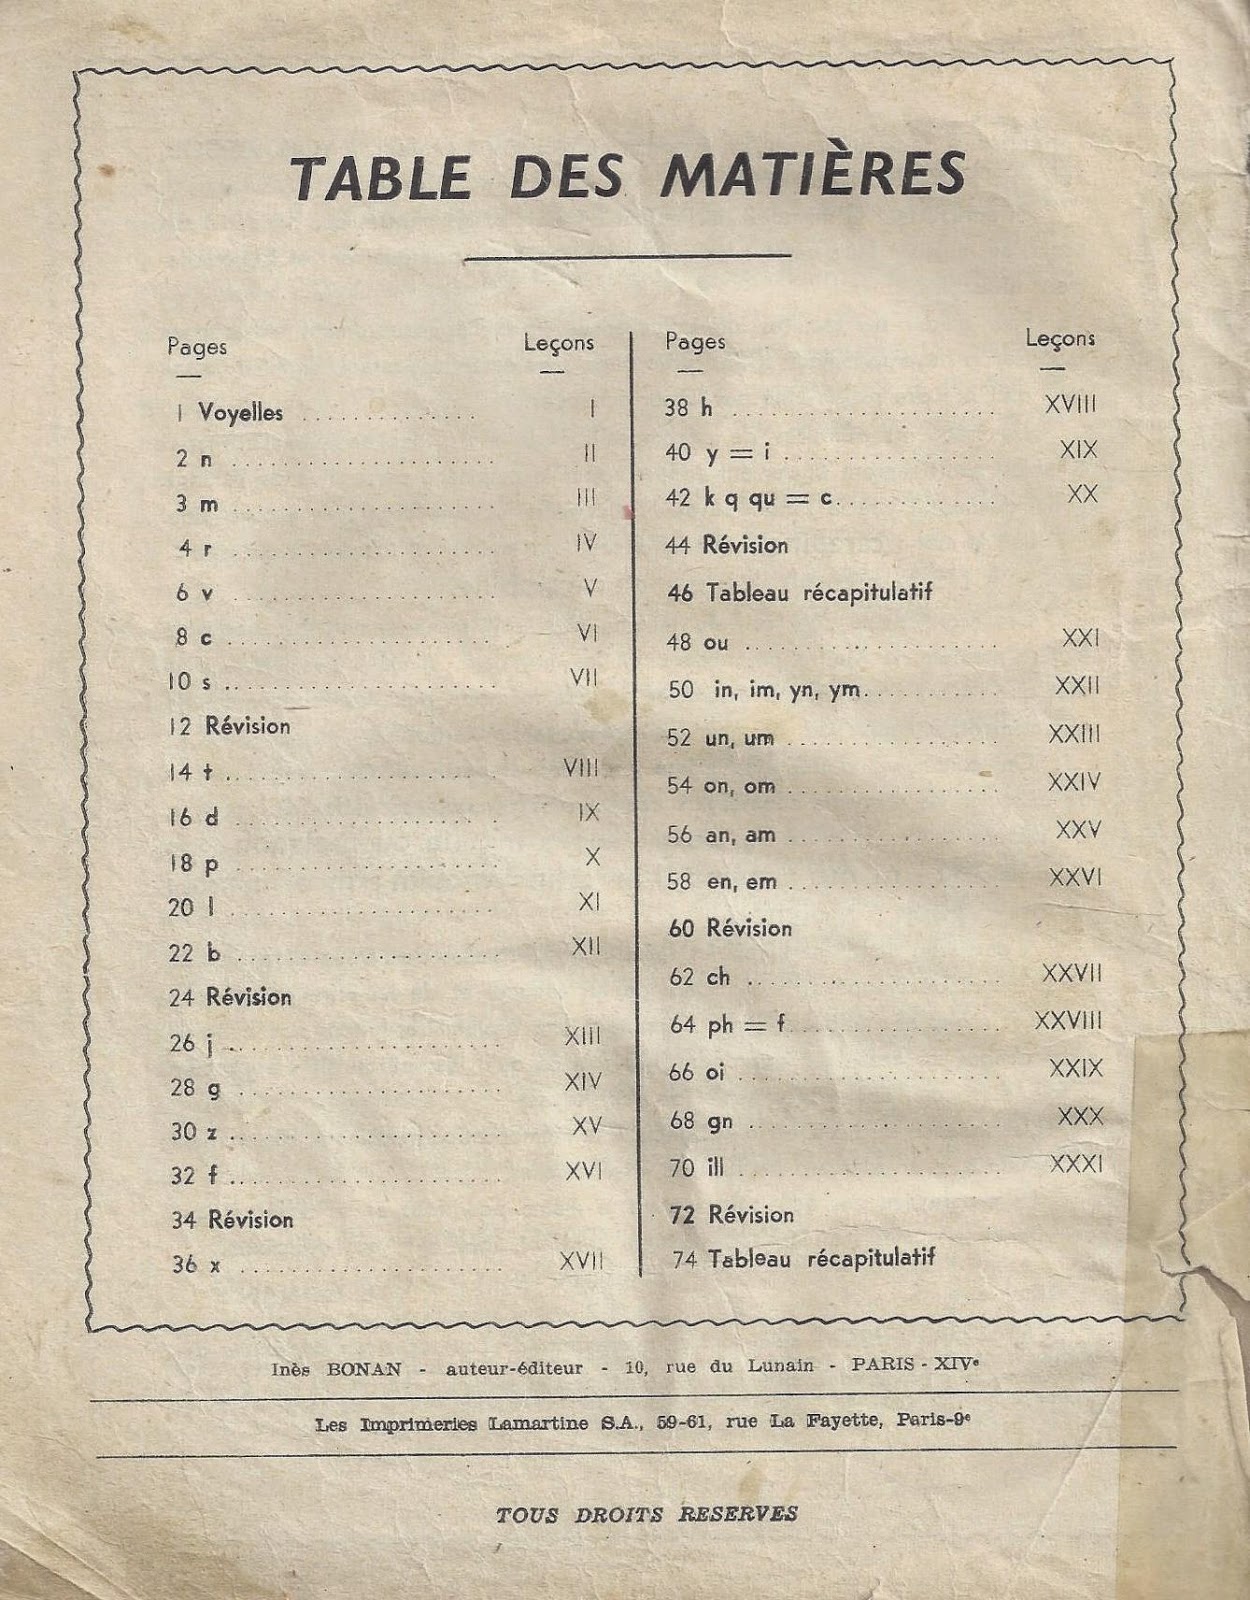 TABLE DES MATIÈRES
Pages Leçons
1 Voyelles .................... I
2 n .................... II
3 m .................... III
4 r .................... IV
6 v .................... V
8 c .................... VI
10 s .................... VII
12 Révision
14 t .................... VIII
16 d .................... IX
18 p .................... X
20 l .................... XI
22 b .................... XII
24 Révision
26 j .................... XIII
28 g .................... XIV
30 z .................... XV
32 f .................... XVI
34 Révision
36 x .................... XVII
Pages Leçons
38 h .................... XVIII
40 y = i .................... XIX
42 k q qu = c .................... XX
44 Révision
46 Tableau récapitulatif
48 ou .................... XXI
50 in, im, yn, ym .................... XXII
52 un, um .................... XXIII
54 on, om .................... XXIV
56 an, am .................... XXV
58 en, em .................... XXVI
60 Révision
62 ch .................... XXVII
64 ph = f .................... XXVIII
66 oi .................... XXIX
68 gn .................... XXX
70 ill .................... XXXI
72 Révision
74 Tableau récapitulatif
Inès BONAN - auteur-éditeur - 10, rue du Lunain - PARIS - XIVe
Les Imprimeries Lamartine S.A., 59-61, rue La Fayette, Paris-9e
TOUS DROITS RESERVES